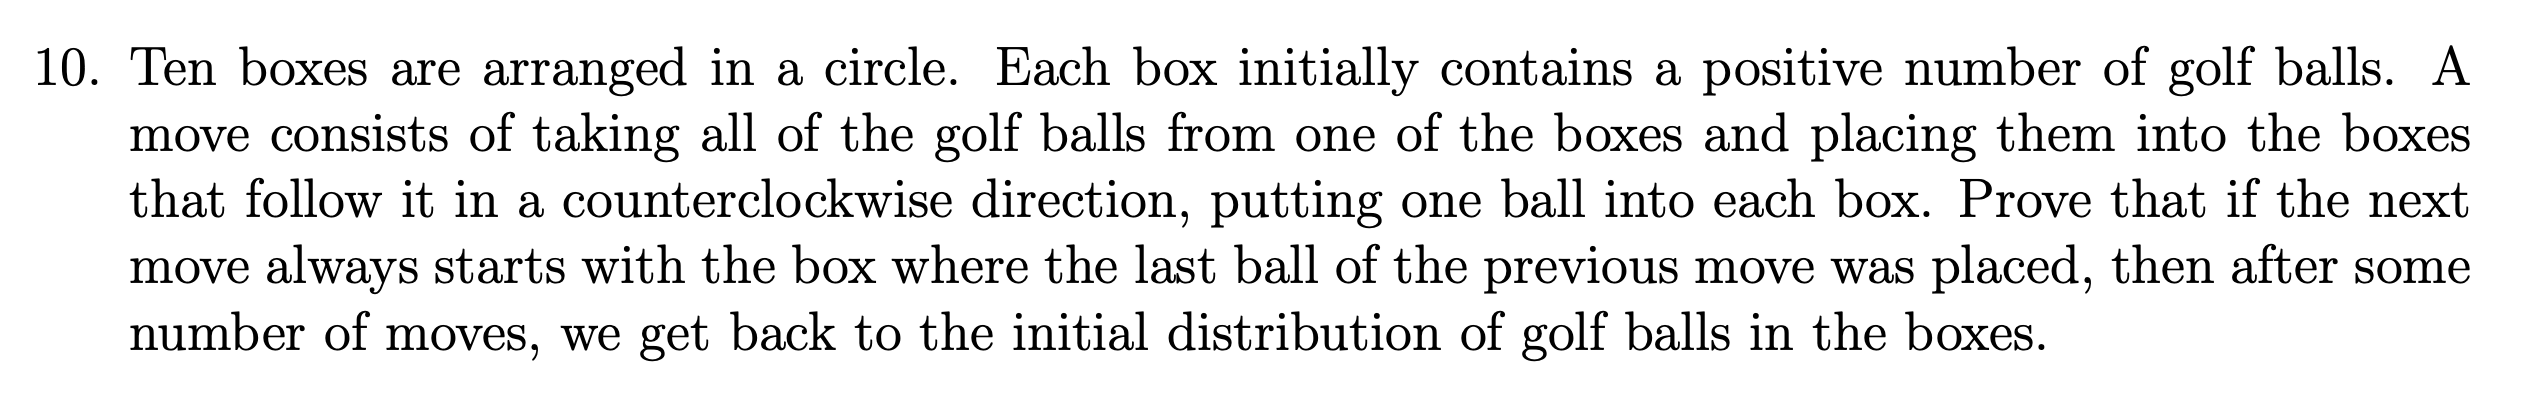 10. Ten boxes are arranged in a circle. Each box initially contains a positive number of golf balls. A
move consists of taking all of the golf balls from one of the boxes and placing them into the boxes
that follow it in a counterclockwise direction, putting one ball into each box. Prove that if the next
move always starts with the box where the last ball of the previous move was placed, then after some
number of moves, we get back to the initial distribution of golf balls in the boxes.